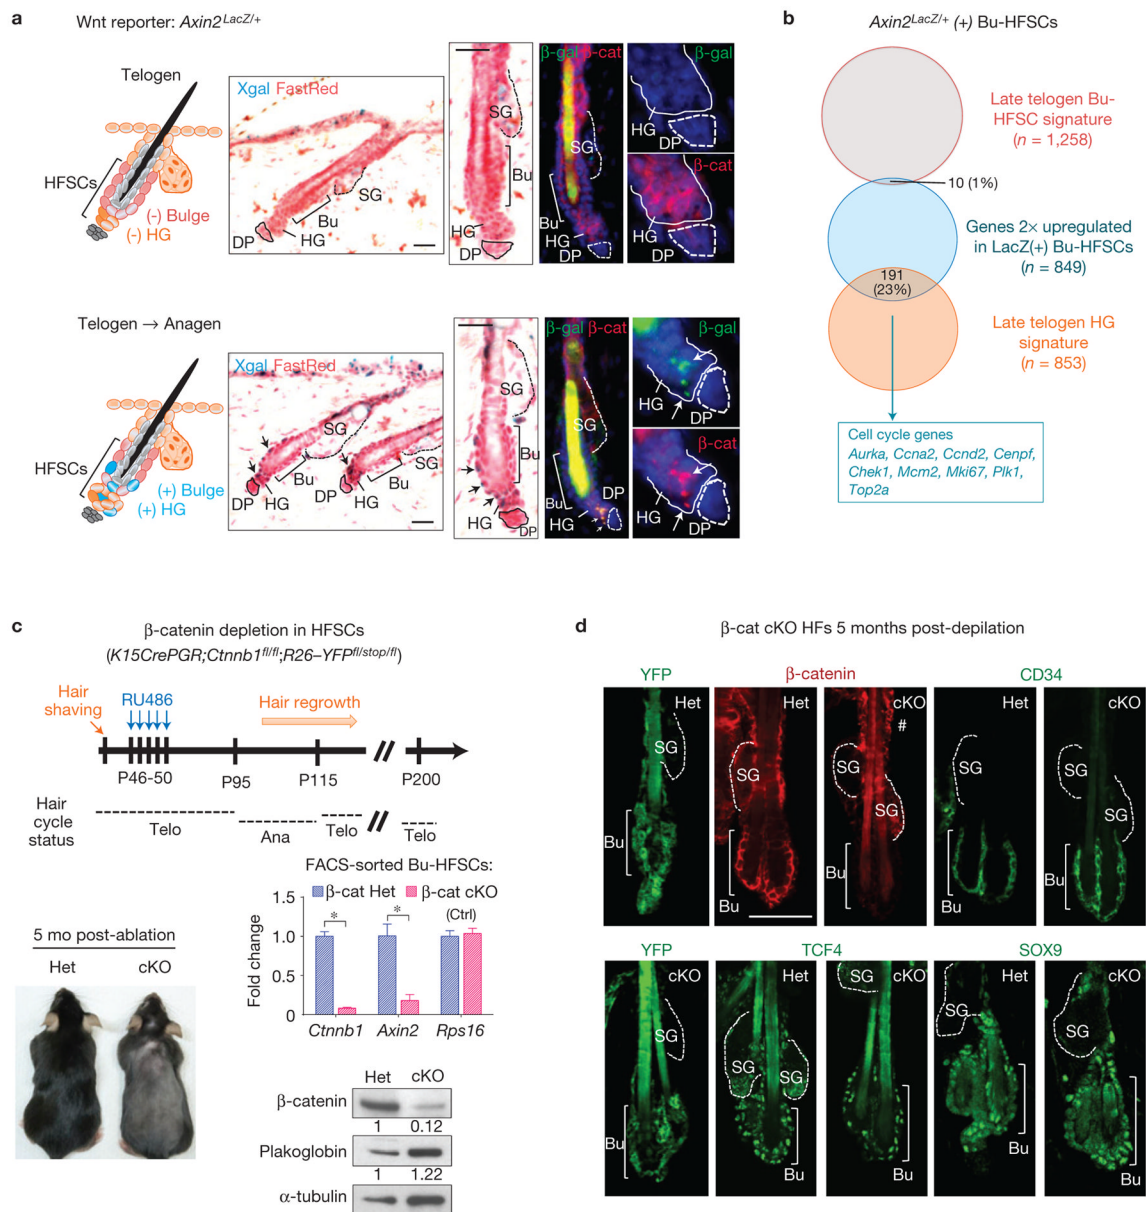 a
Wnt reporter: Axin2 LacZ/+
Telogen
HFSCs
(-) Bulge
(-) HG
Xgal FastRed
SG
Bu
HG
DP
SG
Bu
HG
DP
β-gal β-cat
SG
Bu
HG
DP
β-gal
HG
DP
β-cat
HG
DP
Telogen → Anagen
HFSCs
(+) Bulge
(+) HG
Xgal FastRed
SG
SG
Bu
Bu
DP
HG
DP
HG
SG
Bu
HG
DP
β-gal β-cat
SG
Bu
DP
HG
β-gal
HG
DP
β-cat
HG
DP
b
Axin2 LacZ/+ (+) Bu-HFSCs
Late telogen Bu-
HFSC signature
(n = 1,258)
10 (1%)
Genes 2× upregulated
in LacZ(+) Bu-HFSCs
(n = 849)
191
(23%)
Late telogen HG
signature
(n = 853)
Cell cycle genes
Aurka, Ccna2, Ccnd2, Cenpf,
Chek1, Mcm2, Mki67, Plk1,
Top2a
c
β-catenin depletion in HFSCs
(K15CrePGR;Ctnnb1 fl/fl;R26–YFP fl/stop/fl)
Hair
shaving
RU486
Hair regrowth
P46-50
P95
P115
P200
Hair
cycle
status
Telo
Ana
Telo
Telo
FACS-sorted Bu-HFSCs:
β-cat Het
β-cat cKO
(Ctrl)
Fold change
1.5
1.0
0.5
0
*
*
Ctnnb1
Axin2
Rps16
5 mo post-ablation
Het
cKO
Het
cKO
β-catenin
1
0.12
Plakoglobin
1
1.22
α-tubulin
d
β-cat cKO HFs 5 months post-depilation
YFP
β-catenin
CD34
Het
cKO
#
Het
cKO
SG
SG
SG
SG
SG
SG
SG
Bu
Bu
Bu
Bu
YFP
TCF4
SOX9
Het
cKO
Het
cKO
SG
SG
SG
SG
SG
SG
Bu
Bu
Bu
Bu